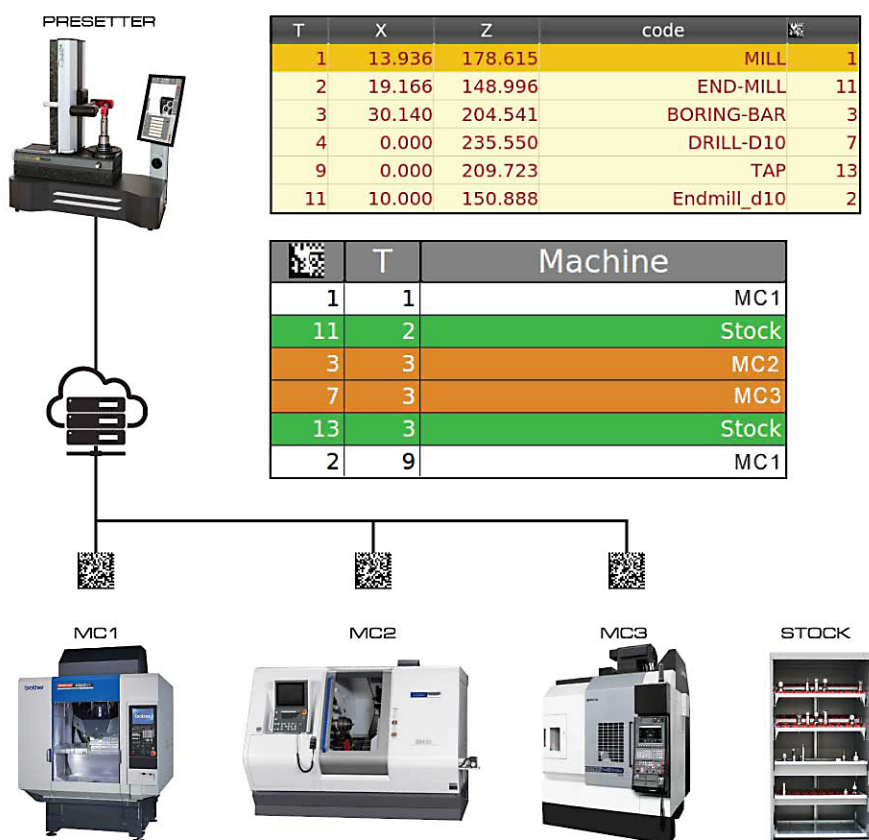 PRESETTER
T X Z code
1 13.936 178.615 MILL 1
2 19.166 148.996 END-MILL 11
3 30.140 204.541 BORING-BAR 3
4 0.000 235.550 DRILL-D10 7
9 0.000 209.723 TAP 13
11 10.000 150.888 Endmill_d10 2
T Machine
1 1 MC1
11 2 Stock
3 3 MC2
7 3 MC3
13 3 Stock
2 9 MC1
MC1 MC2 MC3 STOCK
brother